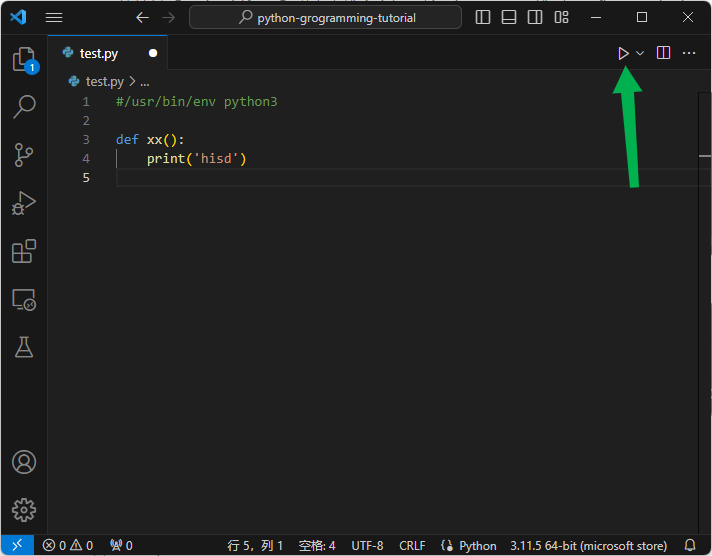 python-grogramming-tutorial
test.py
1
test.py > ...
1 #/usr/bin/env python3
2
3 def xx():
4     print('hisd')
5
0 0 0 行 5，列 1 空格: 4 UTF-8 CRLF Python 3.11.5 64-bit (microsoft store)